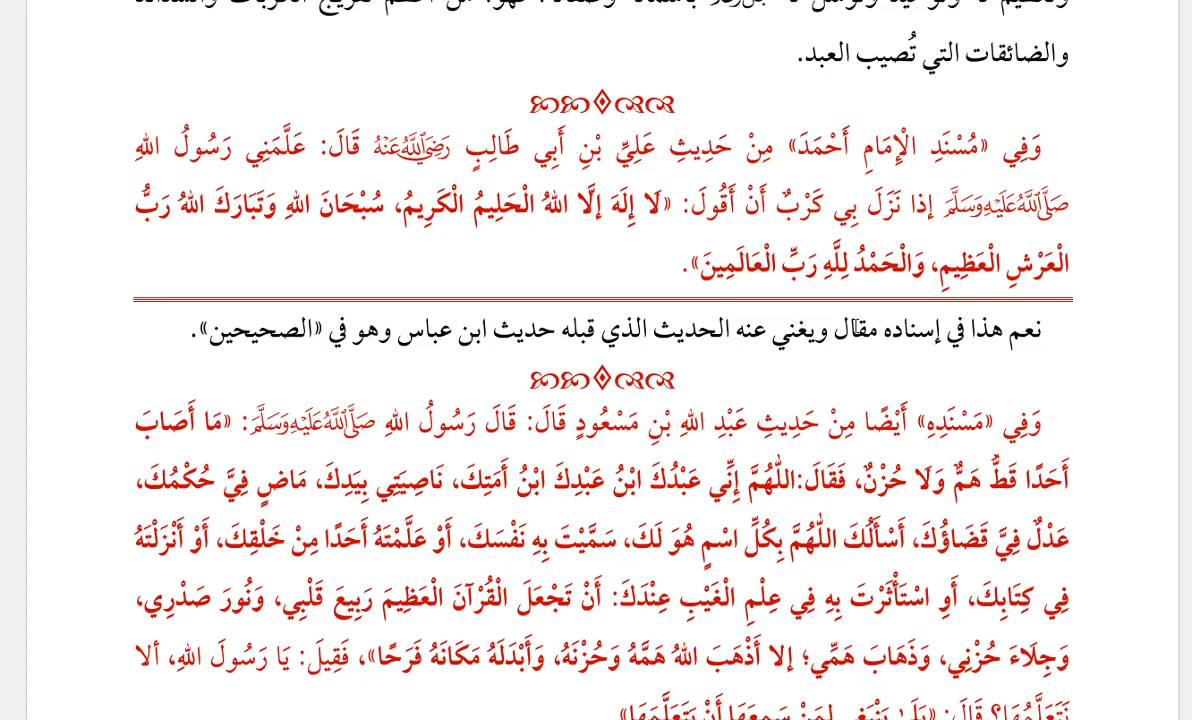 والضائقات التي تُصيب العبد.
وَفِي «مُسْنَدِ الْإِمَامِ أَحْمَدَ» مِنْ حَدِيثِ عَلِيِّ بْنِ أَبِي طَالِبٍ رَضِيَ اللَّهُ عَنْهُ قَالَ: عَلَّمَنِي رَسُولُ اللهِ
صَلَّى اللَّهُ عَلَيْهِ وَسَلَّمَ إذا نَزَلَ بِي كَرْبٌ أَنْ أَقُولَ: «لَا إِلَهَ إلَّا اللهُ الْحَلِيمُ الْكَرِيمُ، سُبْحَانَ اللهِ وَتَبَارَكَ اللهُ رَبُّ
الْعَرْشِ الْعَظِيمِ، وَالْحَمْدُ لِلَّهِ رَبِّ الْعَالَمِينَ».
نعم هذا في إسناده مقال ويغني عنه الحديث الذي قبله حديث ابن عباس وهو في «الصحيحين».
وَفِي «مَسْنَدِهِ» أَيْضًا مِنْ حَدِيثِ عَبْدِ اللهِ بْنِ مَسْعُودٍ قَالَ: قَالَ رَسُولُ اللهِ صَلَّى اللَّهُ عَلَيْهِ وَسَلَّمَ: «مَا أَصَابَ
أَحَدًا قَطُّ هَمٌّ وَلَا حُزْنٌ، فَقَالَ:اللَّهُمَّ إِنِّي عَبْدُكَ ابْنُ عَبْدِكَ ابْنُ أَمَتِكَ، نَاصِيَتِي بِيَدِكَ، مَاضٍ فِيَّ حُكْمُكَ،
عَدْلٌ فِيَّ قَضَاؤُكَ، أَسْأَلُكَ اللَّهُمَّ بِكُلِّ اسْمٍ هُوَ لَكَ، سَمَّيْتَ بِهِ نَفْسَكَ، أَوْ عَلَّمْتَهُ أَحَدًا مِنْ خَلْقِكَ، أَوْ أَنْزَلْتَهُ
فِي كِتَابِكَ، أَوِ اسْتَأْثَرْتَ بِهِ فِي عِلْمِ الْغَيْبِ عِنْدَكَ: أَنْ تَجْعَلَ الْقُرْآنَ الْعَظِيمَ رَبِيعَ قَلْبِي، وَنُورَ صَدْرِي،
وَجِلَاءَ حُزْنِي، وَذَهَابَ هَمِّي؛ إلا أَذْهَبَ اللهُ هَمَّهُ وَحُزْنَهُ، وَأَبْدَلَهُ مَكَانَهُ فَرَحًا»، فَقِيلَ: يَا رَسُولَ اللهِ، ألا
نَتَعَلَّمُهَا؟ قَالَ: «بَلَى يَنْبَغِي لِمَنْ سَمِعَهَا أَنْ يَتَعَلَّمَهَا»